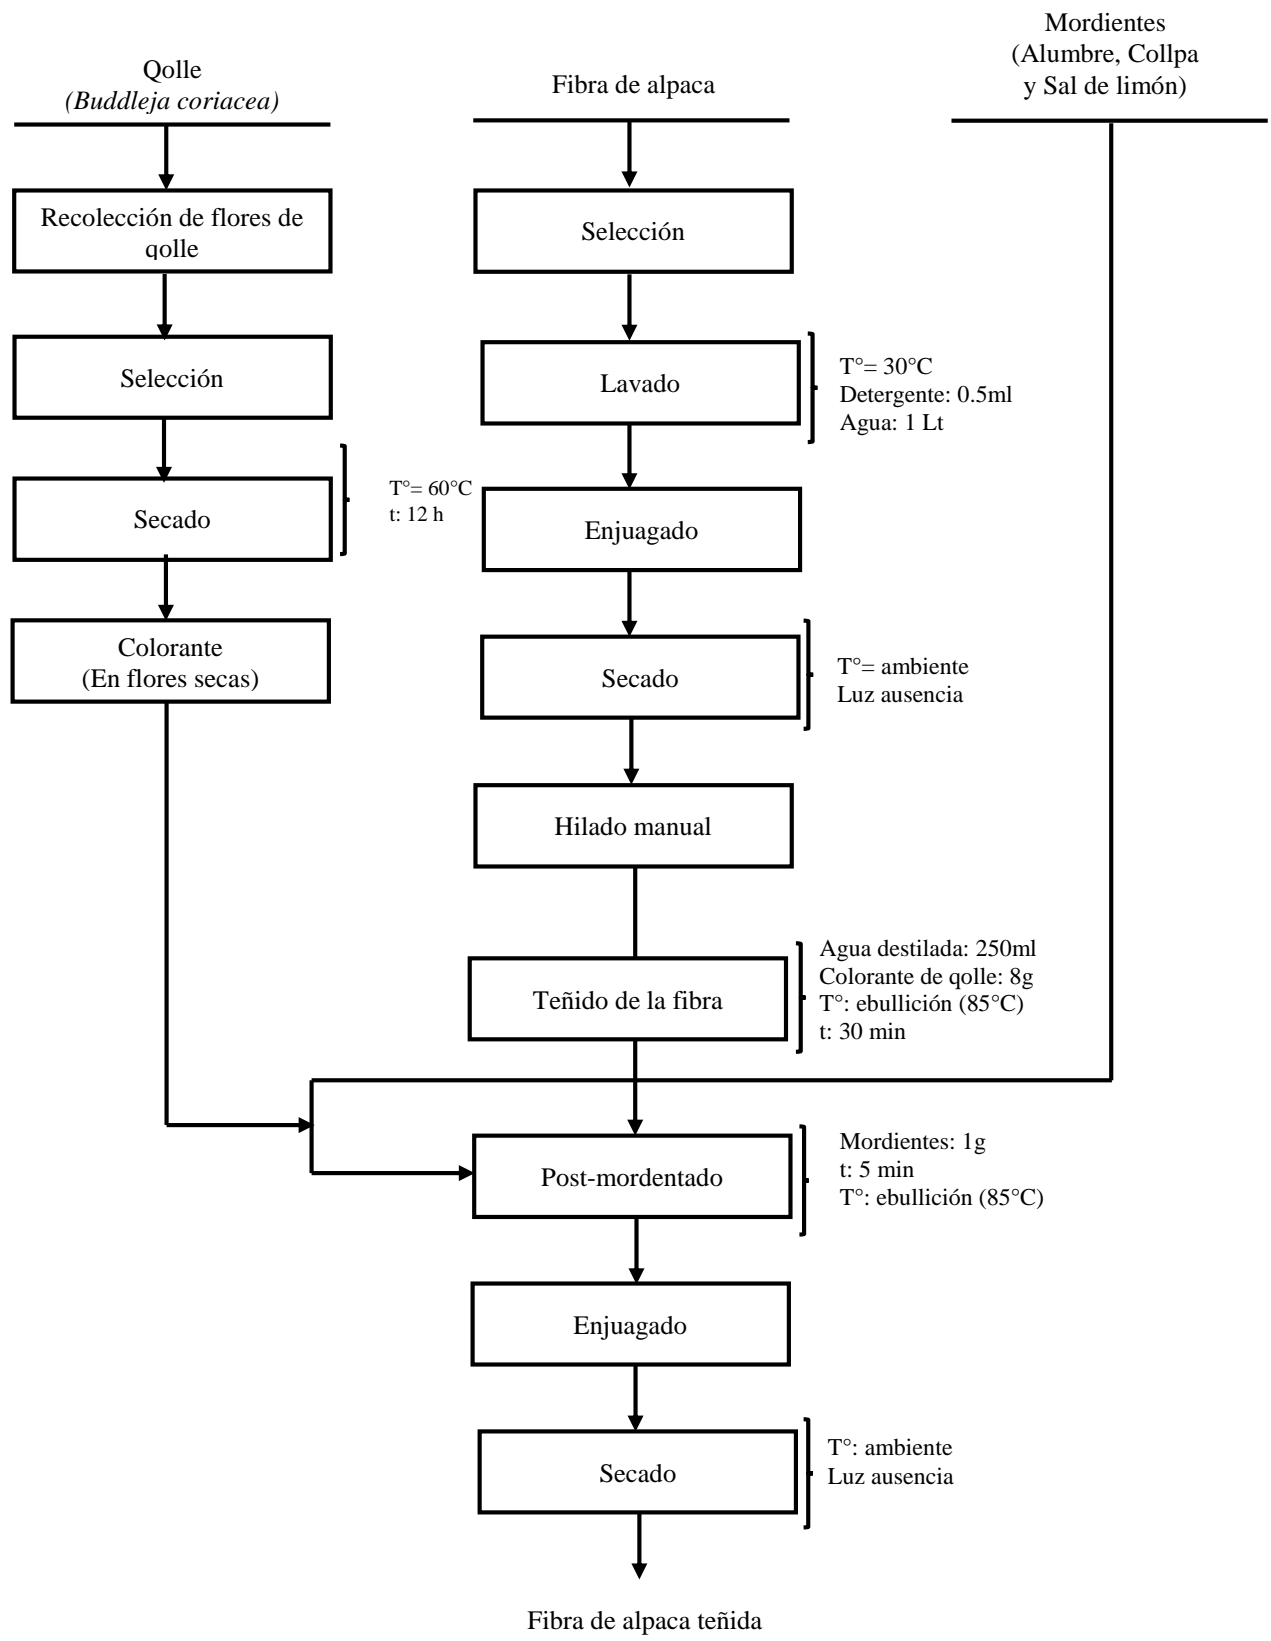 Qolle
(Buddleja coriacea)
Recolección de flores de
qolle
Selección
Secado
T°= 60°C
t: 12 h
Colorante
(En flores secas)
Fibra de alpaca
Selección
Lavado
T°= 30°C
Detergente: 0.5ml
Agua: 1 Lt
Enjuagado
Secado
T°= ambiente
Luz ausencia
Hilado manual
Teñido de la fibra
Agua destilada: 250ml
Colorante de qolle: 8g
T°: ebullición (85°C)
t: 30 min
Mordientes
(Alumbre, Collpa
y Sal de limón)
Post-mordentado
Mordientes: 1g
t: 5 min
T°: ebullición (85°C)
Enjuagado
Secado
T°: ambiente
Luz ausencia
Fibra de alpaca teñida